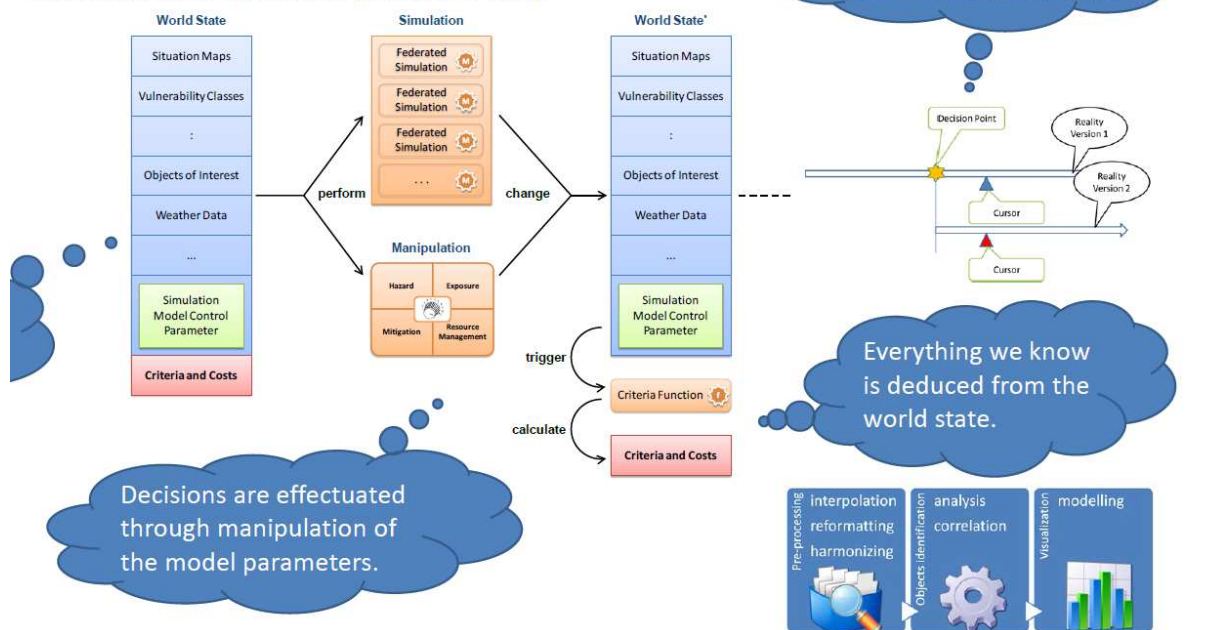 World State
Situation Maps
Vulnerability Classes
:
Objects of Interest
Weather Data
...
Simulation
Model Control
Parameter
Criteria and Costs
perform
Simulation
Federated
Simulation
M
Federated
Simulation
M
Federated
Simulation
M
...
M
Manipulation
Hazard
Exposure
Mitigation
Resource
Management
change
World State'
Situation Maps
Vulnerability Classes
:
Objects of Interest
Weather Data
...
Simulation
Model Control
Parameter
trigger
Criteria Function
f
calculate
Criteria and Costs
Decision Point
Reality
Version 1
Reality
Version 2
Cursor
Cursor
Everything we know
is deduced from the
world state.
Decisions are effectuated
through manipulation of
the model parameters.
Pre-processing
interpolation
reformatting
harmonizing
Objects identification
analysis
correlation
Visualization
modelling